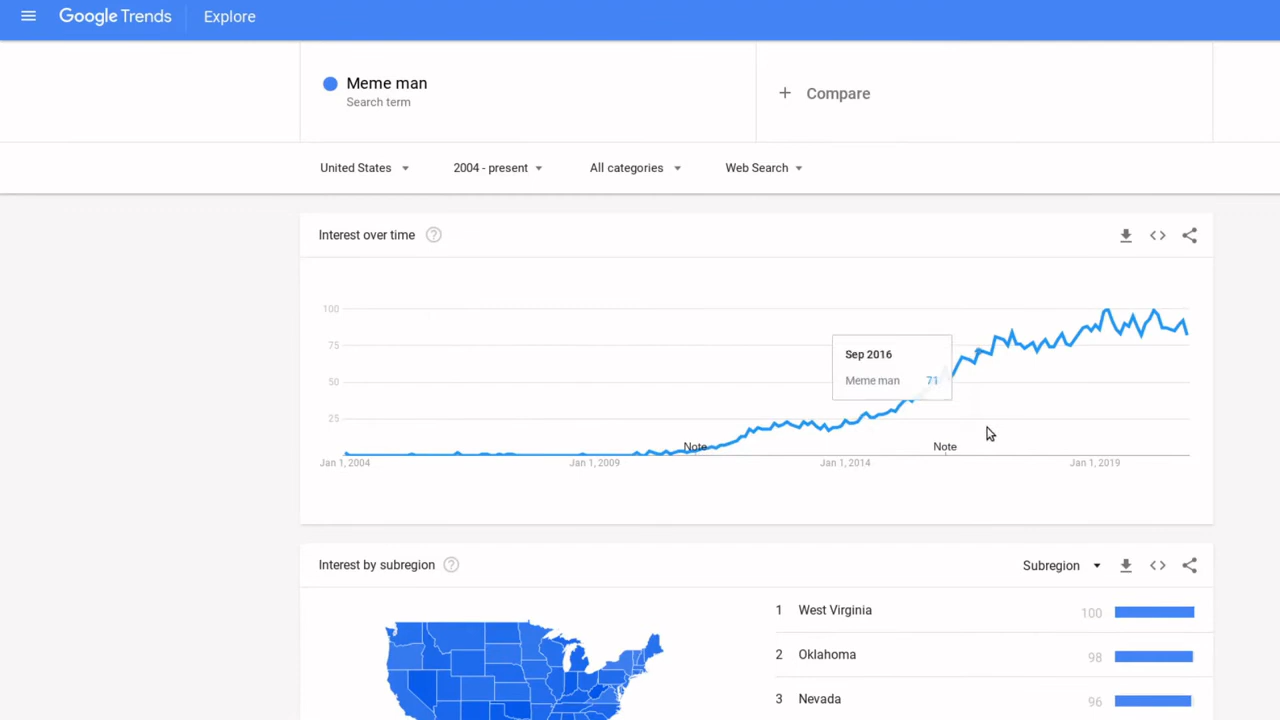 Google Trends Explore
Meme man
Search term
+ Compare
United States
2004 - present
All categories
Web Search
Interest over time
100
75
50
25
Sep 2016
Meme man 71
Note
Note
Jan 1, 2004
Jan 1, 2009
Jan 1, 2014
Jan 1, 2019
Interest by subregion
Subregion
1 West Virginia 100
2 Oklahoma 98
3 Nevada 96